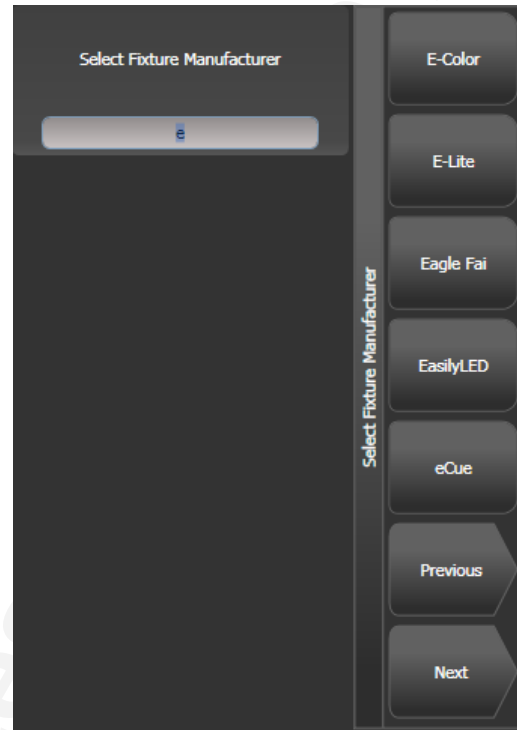 Select Fixture Manufacturer
e
Select Fixture Manufacturer
E-Color
E-Lite
Eagle Fai
EasilyLED
eCue
Previous
Next